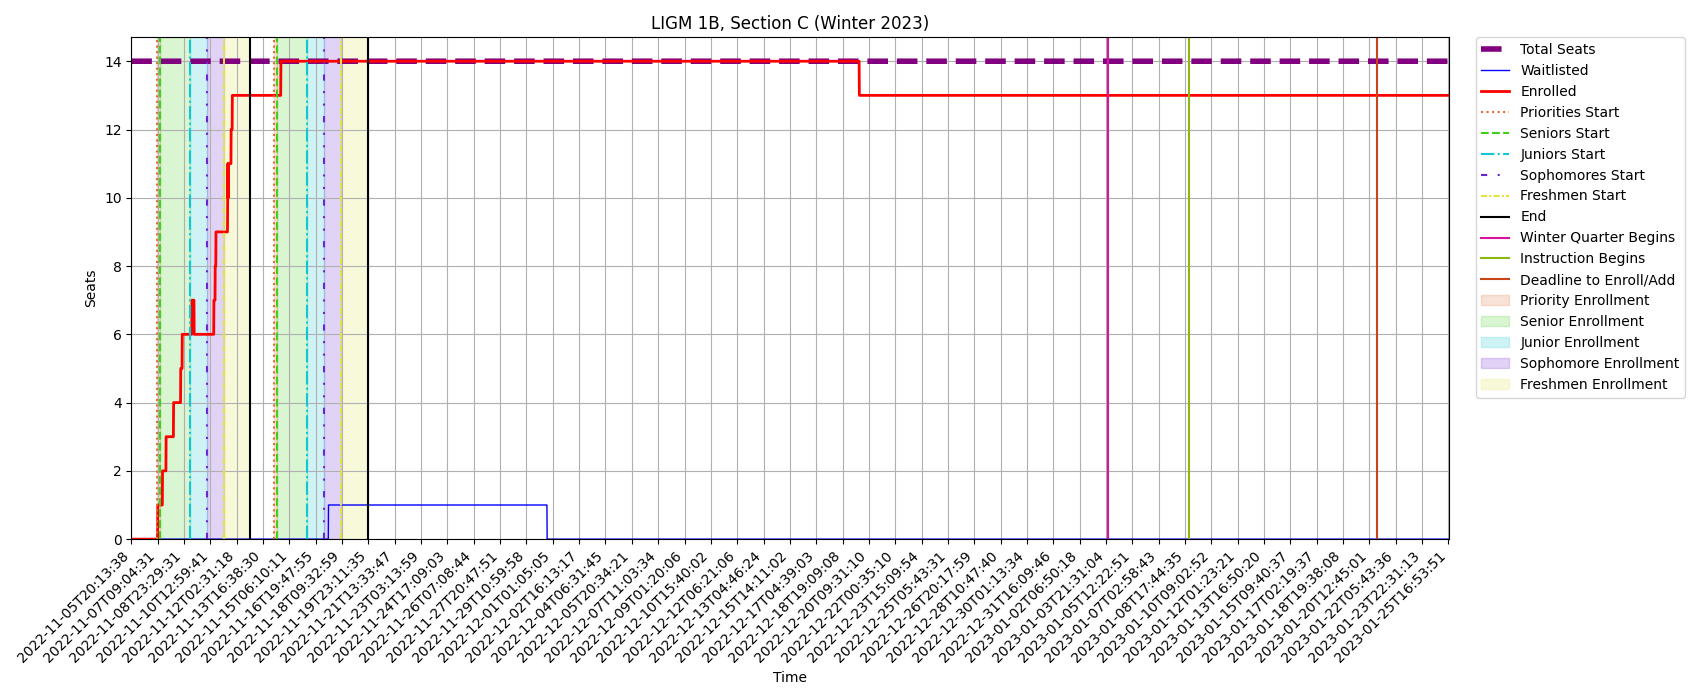 LIGM 1B, Section C (Winter 2023)
Seats
14
12
10
8
6
4
2
0
2022-11-05T20:13:38
2022-11-07T09:04:31
2022-11-08T23:29:31
2022-11-10T12:59:41
2022-11-12T02:31:18
2022-11-13T16:38:30
2022-11-15T06:10:11
2022-11-16T19:47:55
2022-11-18T09:32:59
2022-11-19T23:11:35
2022-11-21T13:33:47
2022-11-23T03:13:59
2022-11-24T17:09:03
2022-11-26T07:08:44
2022-11-27T20:47:51
2022-11-29T10:59:58
2022-12-01T01:05:05
2022-12-02T16:13:17
2022-12-04T06:31:45
2022-12-05T20:34:21
2022-12-07T11:03:34
2022-12-09T01:20:06
2022-12-10T15:40:02
2022-12-12T06:21:06
2022-12-13T04:46:24
2022-12-15T14:11:02
2022-12-17T04:39:03
2022-12-18T19:09:08
2022-12-20T09:31:10
2022-12-22T00:35:10
2022-12-23T15:09:54
2022-12-25T05:43:31
2022-12-26T20:17:59
2022-12-28T10:47:40
2022-12-30T01:13:34
2022-12-31T16:09:46
2023-01-02T06:50:18
2023-01-03T21:31:04
2023-01-05T12:22:51
2023-01-07T02:58:43
2023-01-08T17:44:35
2023-01-10T09:02:52
2023-01-12T01:23:21
2023-01-13T16:50:20
2023-01-15T09:40:37
2023-01-17T02:19:37
2023-01-18T19:38:08
2023-01-20T12:45:01
2023-01-22T05:43:36
2023-01-23T22:31:13
2023-01-25T16:53:51
Time
Total Seats
Waitlisted
Enrolled
Priorities Start
Seniors Start
Juniors Start
Sophomores Start
Freshmen Start
End
Winter Quarter Begins
Instruction Begins
Deadline to Enroll/Add
Priority Enrollment
Senior Enrollment
Junior Enrollment
Sophomore Enrollment
Freshmen Enrollment